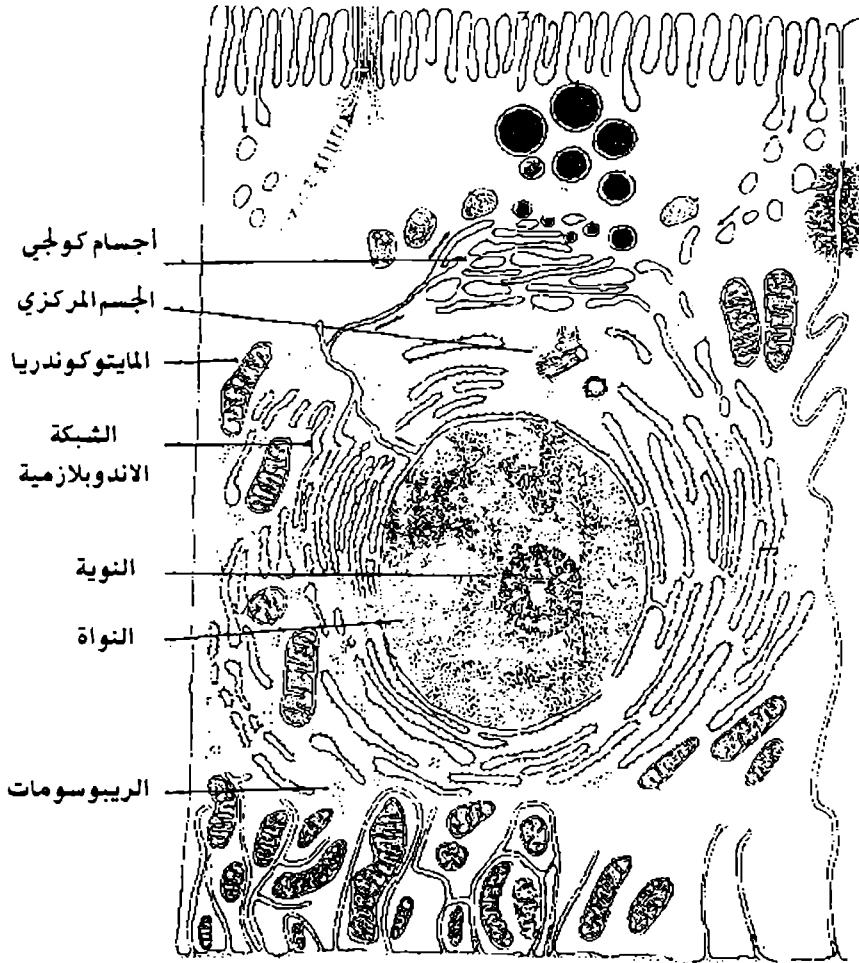 أجسام كولجي
الجسم المركزي
المايتوكوندريا
الشبكة
الاندوبلازمية
النوية
النواة
الريبوسومات